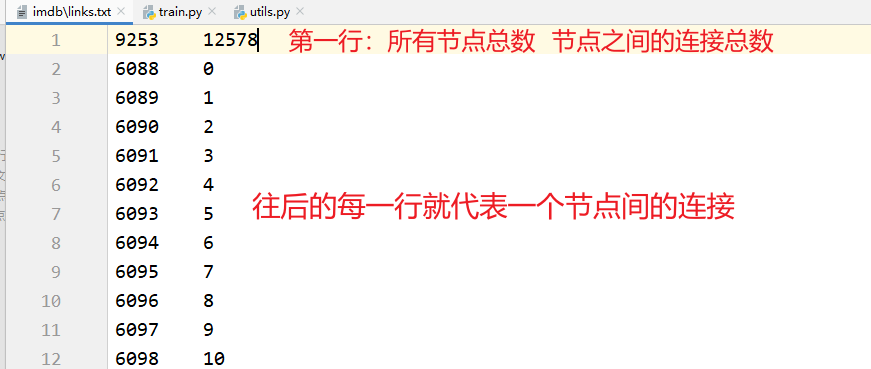 imdb\links.txt train.py utils.py
1 9253 12578 第一行：所有节点总数 节点之间的连接总数
2 6088 0
3 6089 1
4 6090 2
5 6091 3
6 6092 4
7 6093 5 往后的每一行就代表一个节点间的连接
8 6094 6
9 6095 7
10 6096 8
11 6097 9
12 6098 10